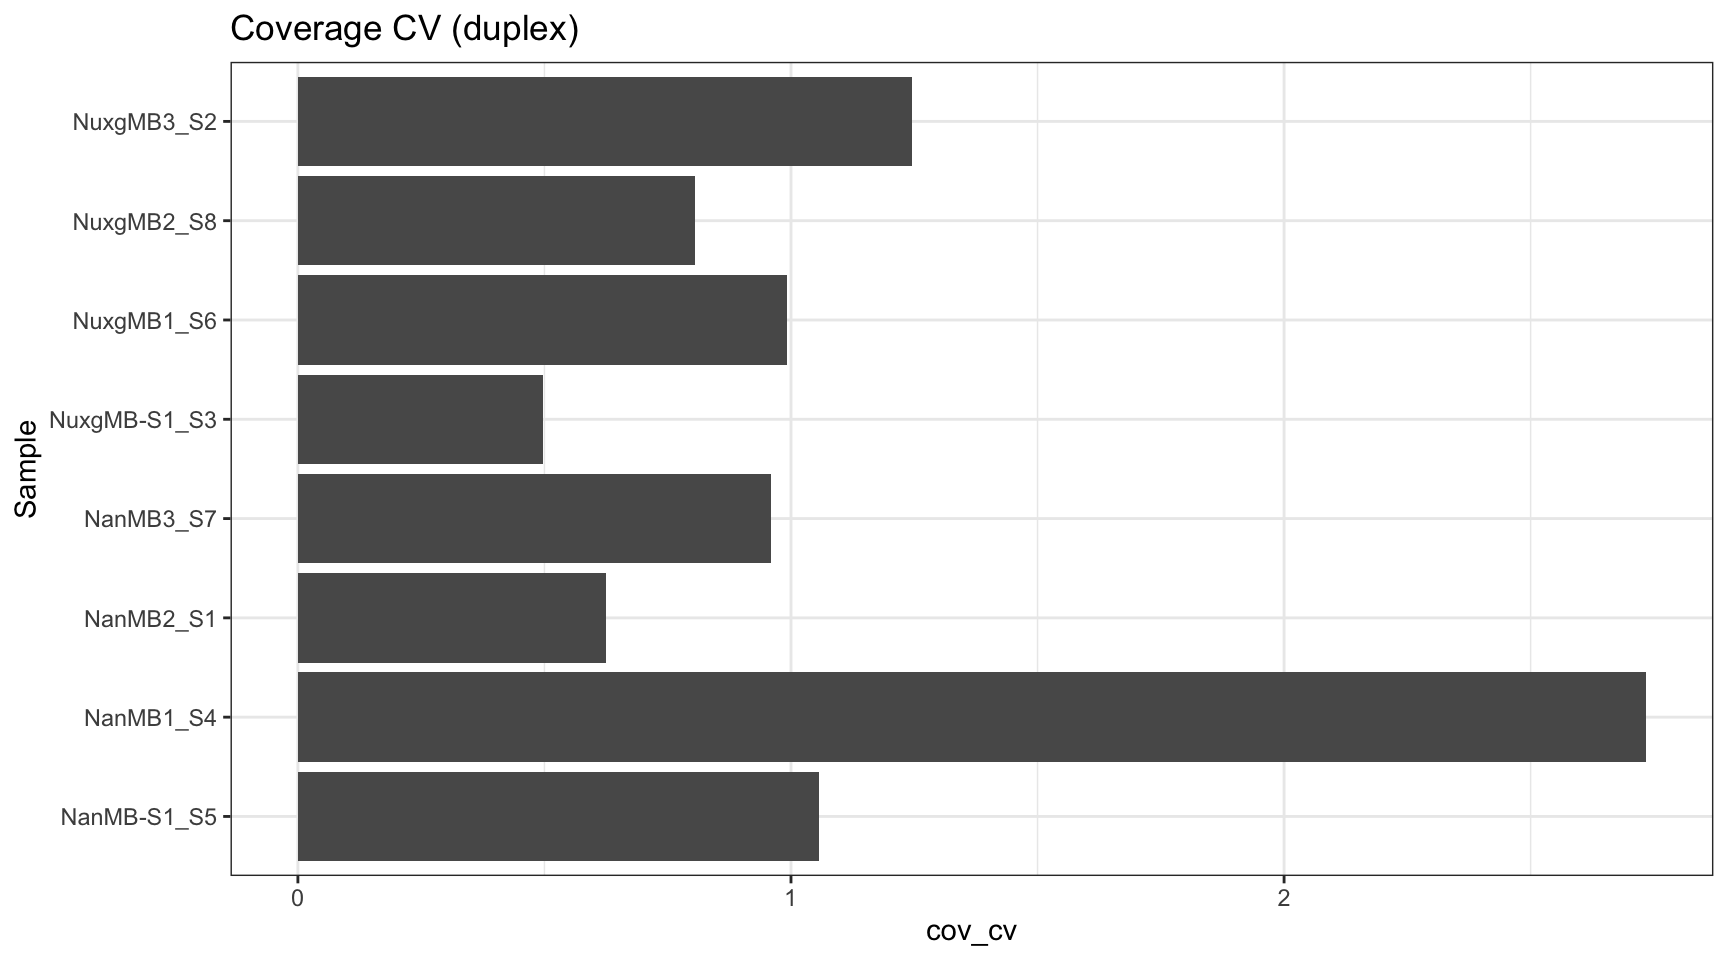 Coverage CV (duplex)
NuxgMB3_S2
NuxgMB2_S8
NuxgMB1_S6
NuxgMB-S1_S3
NanMB3_S7
NanMB2_S1
NanMB1_S4
NanMB-S1_S5
Sample
0 1 2
cov_cv